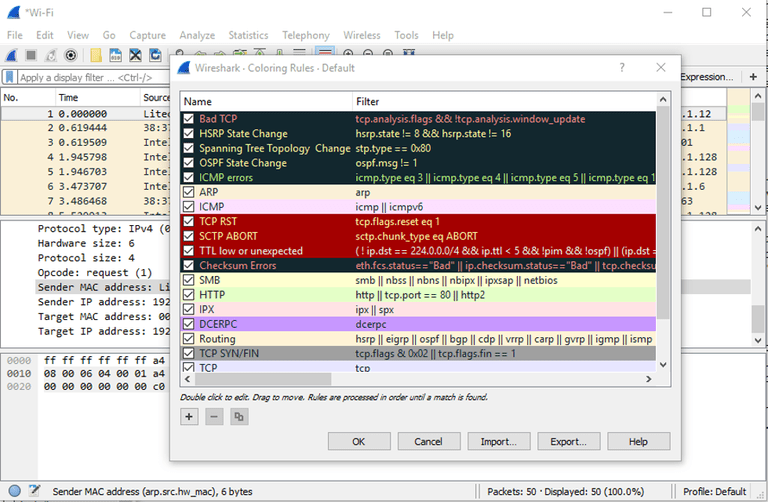 *Wi-Fi
File Edit View Go Capture Analyze Statistics Telephony Wireless Tools Help
Apply a display filter ... <Ctrl-/>
Expression... +
No. Time Source
1 0.000000 Liteo
.1.12
2 0.619444 38:37
.1.1
3 0.619509 Intel
01
4 1.945798 Intel
.1.128
5 1.946703 Intel
.1.128
6 3.473707 Intel
.1.6
7 3.486468 38:37
63
.1.128
Protocol type: IPv4 (0
Hardware size: 6
Protocol size: 4
Opcode: request (1)
Sender MAC address: Li
Sender IP address: 192
Target MAC address: 00
Target IP address: 192
0000 ff ff ff ff ff ff a4
0010 08 00 06 04 00 01 a4
0020 00 00 00 00 00 c0
Wireshark - Coloring Rules - Default
? 
Name Filter
Bad TCP tcp.analysis.flags && !tcp.analysis.window_update
HSRP State Change hsrp.state != 8 && hsrp.state != 16
Spanning Tree Topology Change stp.type == 0x80
OSPF State Change ospf.msg != 1
ICMP errors icmp.type eq 3 || icmp.type eq 4 || icmp.type eq 5 || icmp.type 1
ARP arp
ICMP icmp || icmpv6
TCP RST tcp.flags.reset eq 1
SCTP ABORT sctp.chunk_type eq ABORT
TTL low or unexpected ( ! ip.dst == 224.0.0.0/4 && ip.ttl < 5 && !pim && !ospf) || (ip.dst
Checksum Errors eth.fcs.status=="Bad" || ip.checksum.status=="Bad" || tcp.checksu
SMB smb || nbss || nbns || nbipx || ipxsap || netbios
HTTP http || tcp.port == 80 || http2
IPX ipx || spx
DCERPC dcerpc
Routing hsrp || eigrp || ospf || bgp || cdp || vrrp || carp || gvrp || igmp || ismp
TCP SYN/FIN tcp.flags & 0x02 || tcp.flags.fin == 1
TCP tcp
Double click to edit. Drag to move. Rules are processed in order until a match is found.
OK Cancel Import... Export... Help
Sender MAC address (arp.src.hw_mac), 6 bytes
Packets: 50 · Displayed: 50 (100.0%)
Profile: Default